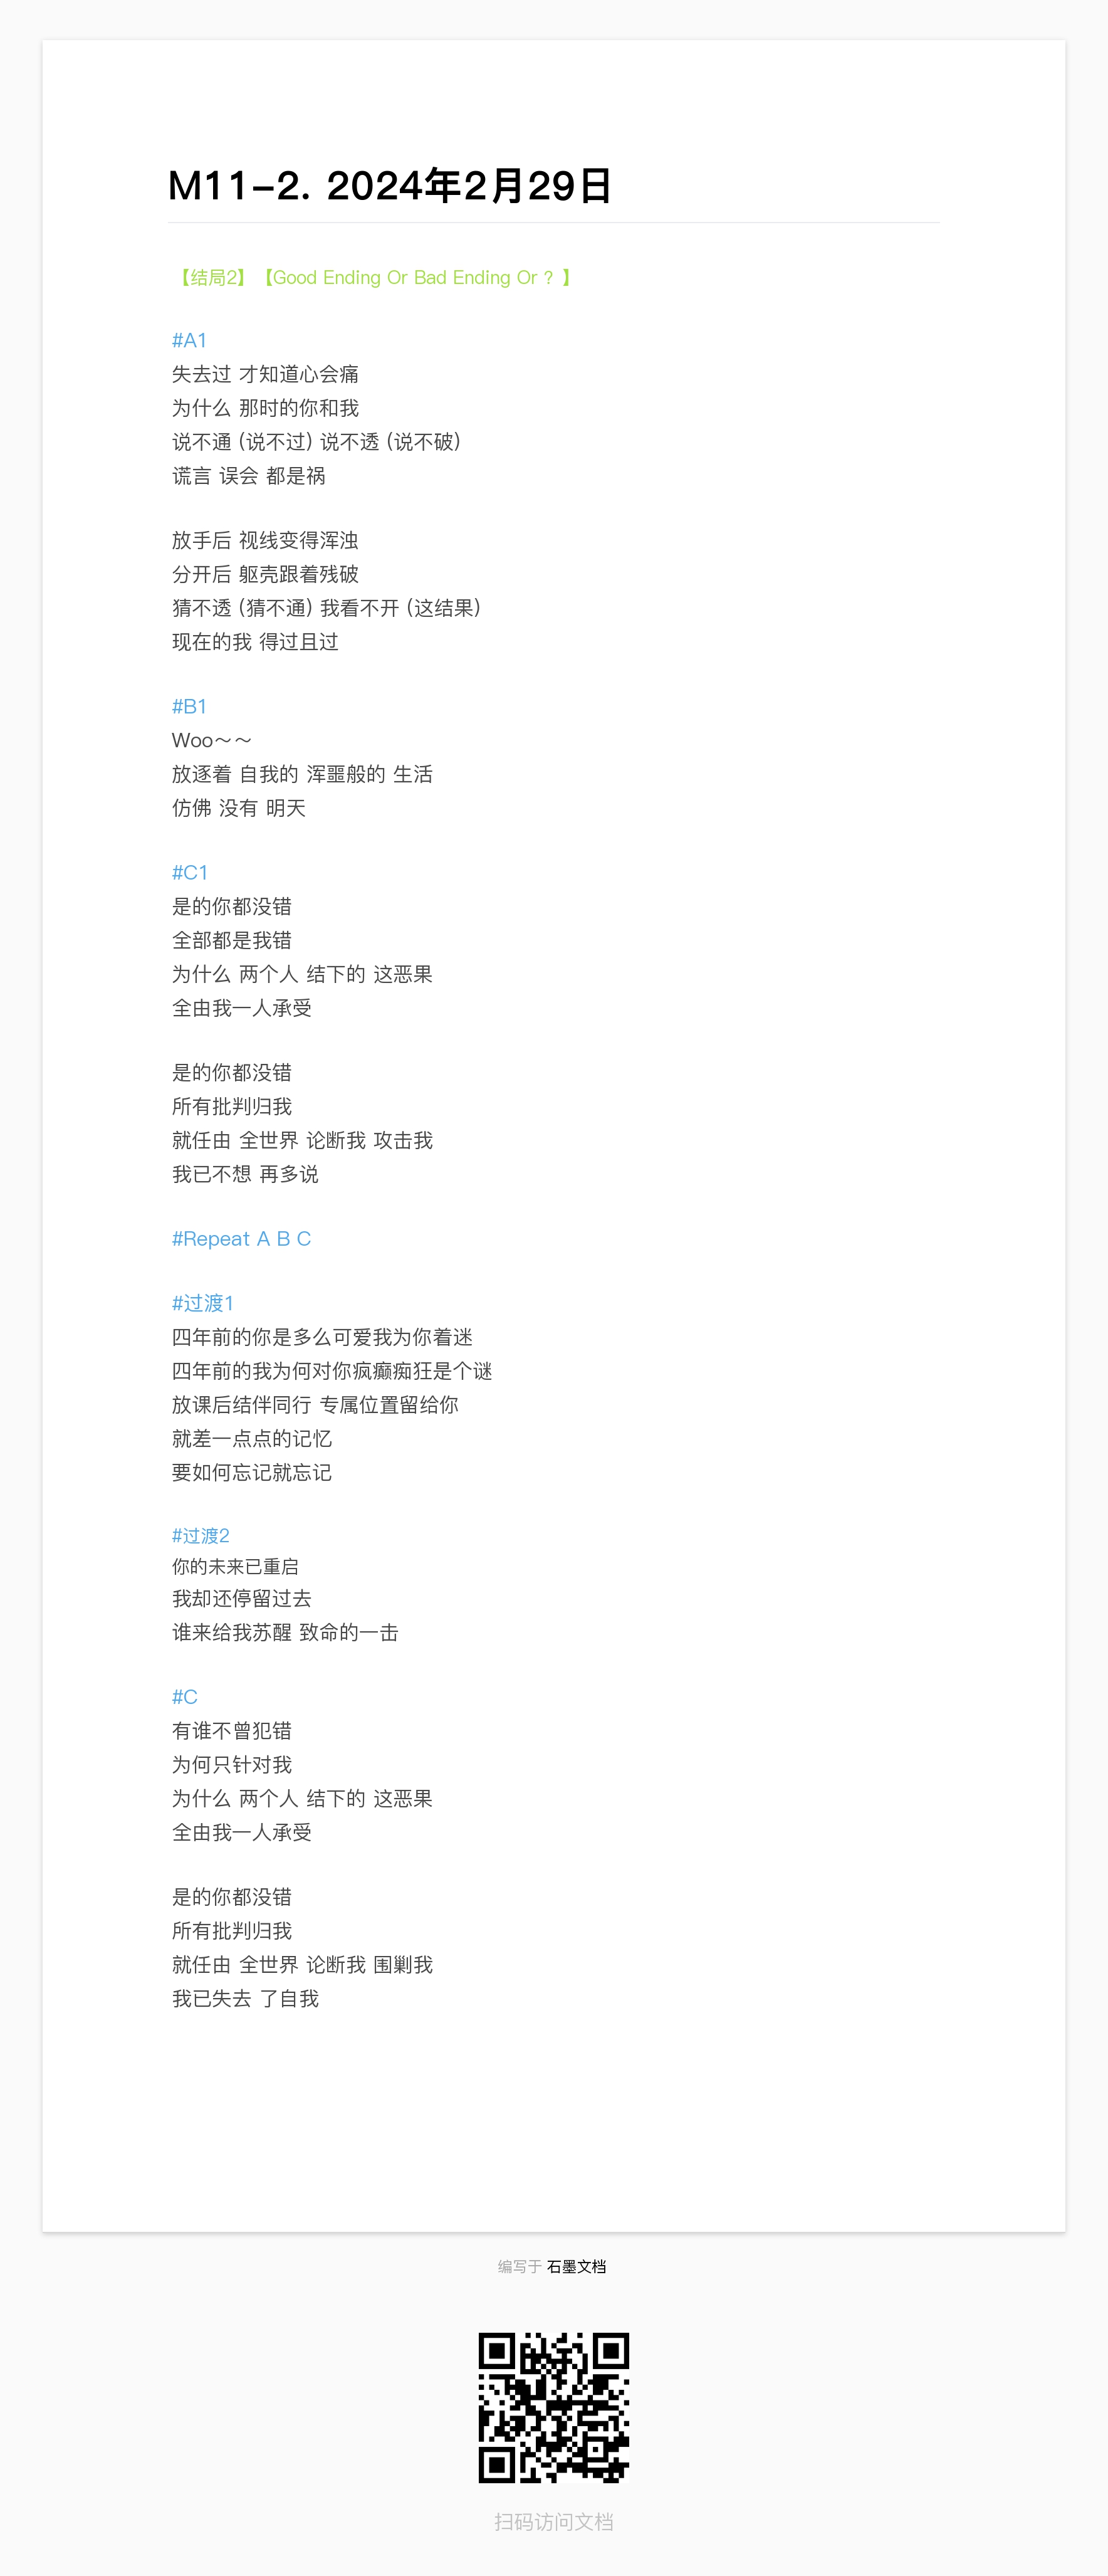 M11-2. 2024年2月29日
【结局2】【Good Ending Or Bad Ending Or ? 】
#A1
失去过 才知道心会痛
为什么 那时的你和我
说不通 (说不过) 说不透 (说不破)
谎言 误会 都是祸
放手后 视线变得浑浊
分开后 躯壳跟着残破
猜不透 (猜不通) 我看不开 (这结果)
现在的我 得过且过
#B1
Woo～～
放逐着 自我的 浑噩般的 生活
仿佛 没有 明天
#C1
是的你都没错
全部都是我错
为什么 两个人 结下的 这恶果
全由我一人承受
是的你都没错
所有批判归我
就任由 全世界 论断我 攻击我
我已不想 再多说
#Repeat A B C
#过渡1
四年前的你是多么可爱我为你着迷
四年前的我为何对你疯癫痴狂是个谜
放课后结伴同行 专属位置留给你
就差一点点的记忆
要如何忘记就忘记
#过渡2
你的未来已重启
我却还停留过去
谁来给我苏醒 致命的一击
#C
有谁不曾犯错
为何只针对我
为什么 两个人 结下的 这恶果
全由我一人承受
是的你都没错
所有批判归我
就任由 全世界 论断我 围剿我
我已失去 了自我
编写于 石墨文档
扫码访问文档